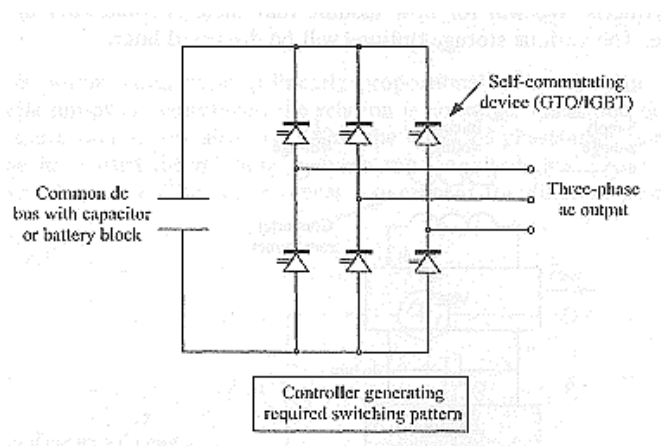 Self-commutating
device (GTO/IGBT)
Common dc
bus with capacitor
or battery block
Three-phase
ac output
Controller generating
required switching pattern